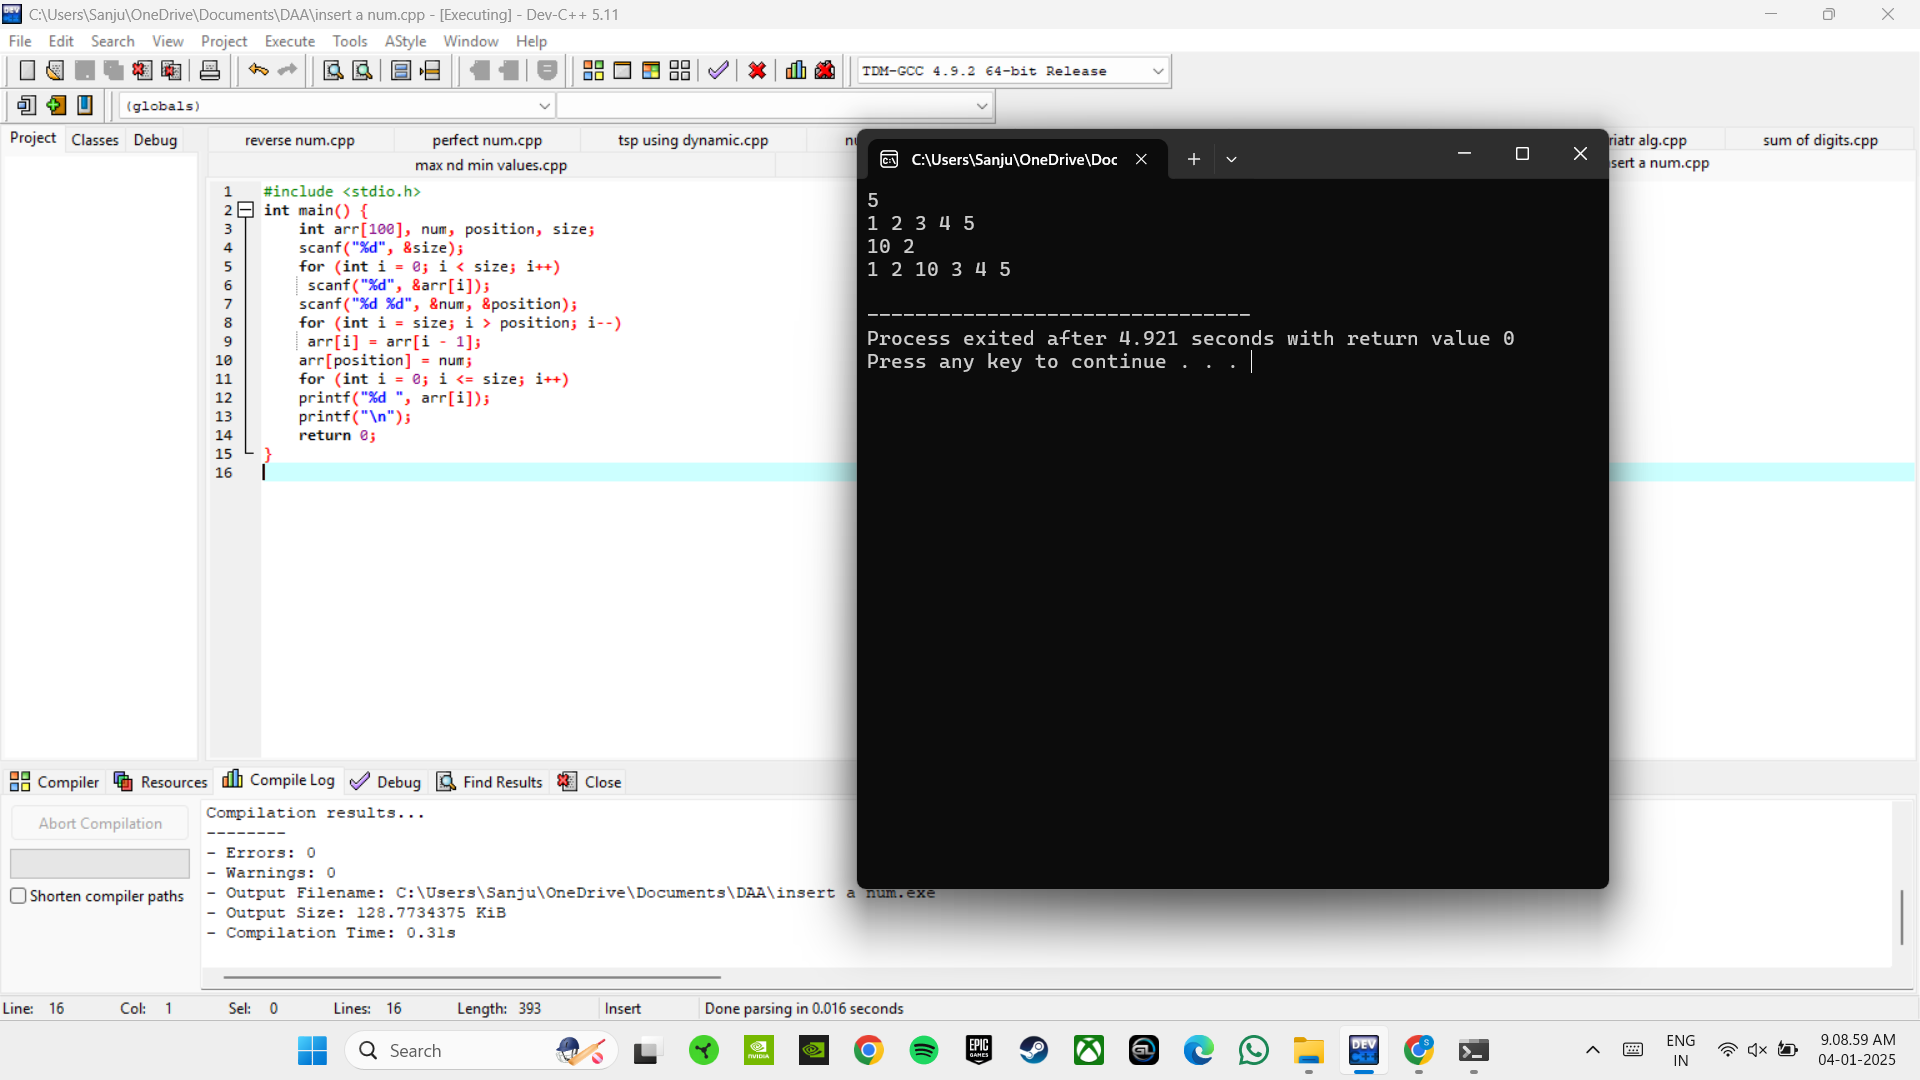 C:\Users\Sanju\OneDrive\Documents\DAA\insert a num.cpp - [Executing] - Dev-C++ 5.11
File Edit Search View Project Execute Tools AStyle Window Help
TDM-GCC 4.9.2 64-bit Release
(globals)
Project Classes Debug
reverse num.cpp perfect num.cpp tsp using dynamic.cpp nu riatr alg.cpp sum of digits.cpp
max nd min values.cpp sert a num.cpp
C:\Users\Sanju\OneDrive\Doc
1 #include <stdio.h>
2 int main() {
3 int arr[100], num, position, size;
4 scanf("%d", &size);
5 for (int i = 0; i < size; i++)
6 scanf("%d", &arr[i]);
7 scanf("%d %d", &num, &position);
8 for (int i = size; i > position; i--)
9 arr[i] = arr[i - 1];
10 arr[position] = num;
11 for (int i = 0; i <= size; i++)
12 printf("%d ", arr[i]);
13 printf("\n");
14 return 0;
15 }
16
5
1 2 3 4 5
10 2
1 2 10 3 4 5
--------------------------------
Process exited after 4.921 seconds with return value 0
Press any key to continue . . .
Compiler Resources Compile Log Debug Find Results Close
Abort Compilation
Shorten compiler paths
Compilation results...
--------
- Errors: 0
- Warnings: 0
- Output Filename: C:\Users\Sanju\OneDrive\Documents\DAA\insert a num.exe
- Output Size: 128.7734375 KiB
- Compilation Time: 0.31s
Line: 16 Col: 1 Sel: 0 Lines: 16 Length: 393 Insert Done parsing in 0.016 seconds
Search
NVIDIA
EPIC GAMES
DEV C++
S
ENG
IN
9.08.59 AM
04-01-2025